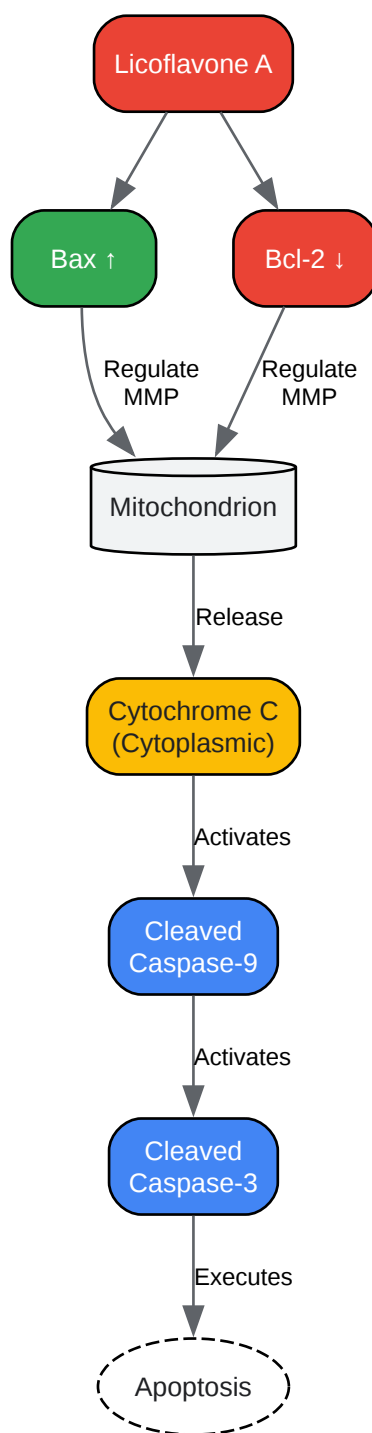 Licoflavone A
Bax ↑
Bcl-2 ↓
Regulate
MMP
Regulate
MMP
Mitochondrion
Release
Cytochrome C
(Cytoplasmic)
Activates
Cleaved
Caspase-9
Activates
Cleaved
Caspase-3
Executes
Apoptosis